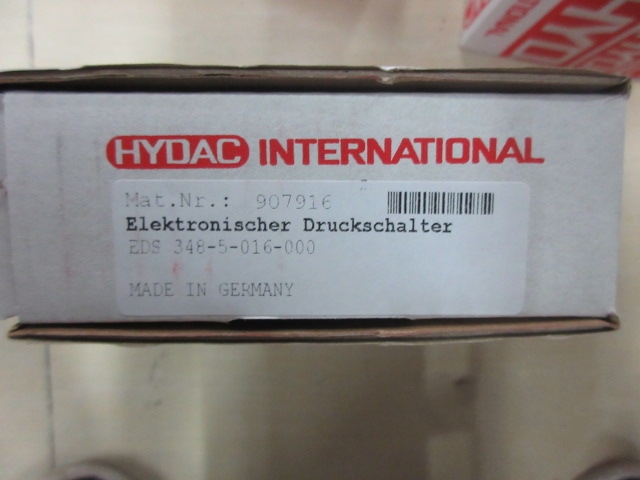 HYDAC INTERNATIONAL
Mat.Nr.: 907916
Elektronischer Druckschalter
EDS 348-5-016-000
MADE IN GERMANY